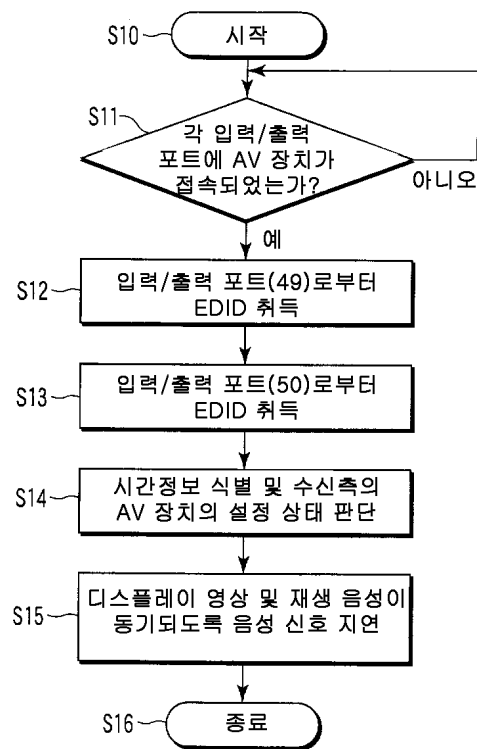 S10
시작
S11
각 입력/출력
포트에 AV 장치가
접속되었는가?
아니오
예
S12
입력/출력 포트(49)로부터
EDID 취득
S13
입력/출력 포트(50)로부터
EDID 취득
S14
시간정보 식별 및 수신측의
AV 장치의 설정 상태 판단
S15
디스플레이 영상 및 재생 음성이
동기되도록 음성 신호 지연
S16
종료